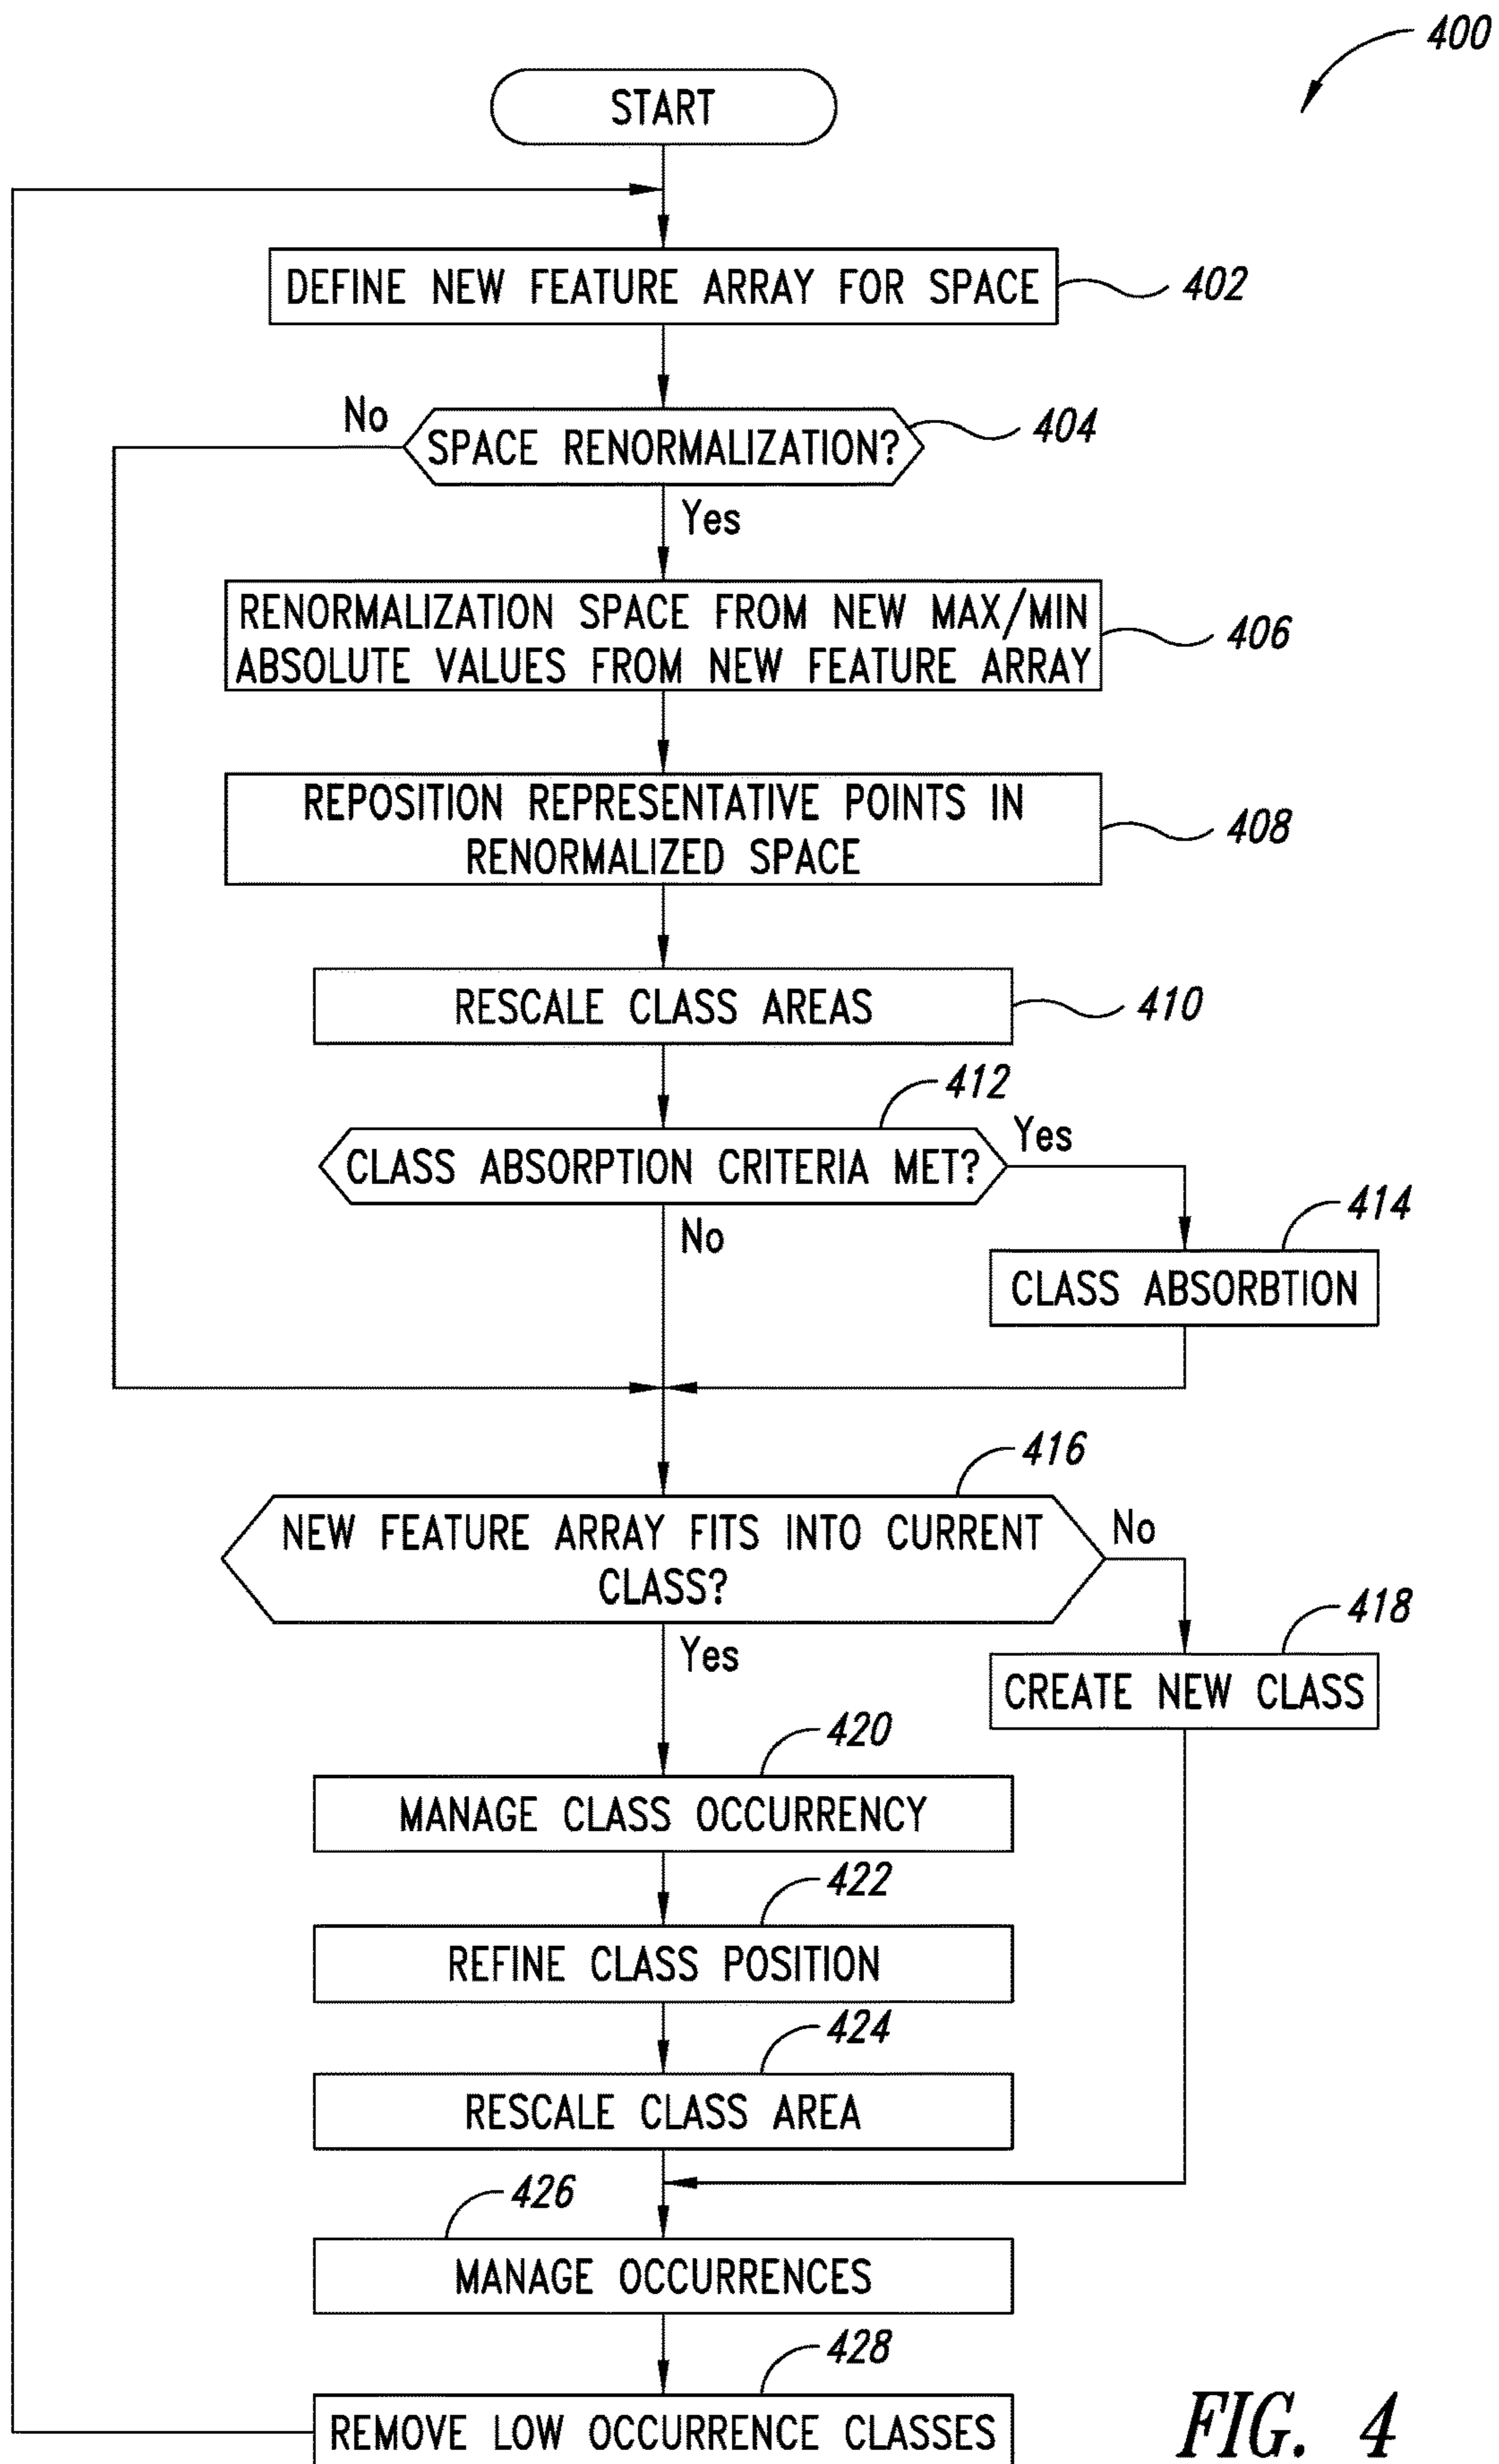 400
START
DEFINE NEW FEATURE ARRAY FOR SPACE
402
No
SPACE RENORMALIZATION?
404
Yes
RENORMALIZATION SPACE FROM NEW MAX/MIN
ABSOLUTE VALUES FROM NEW FEATURE ARRAY
406
REPOSITION REPRESENTATIVE POINTS IN
RENORMALIZED SPACE
408
RESCALE CLASS AREAS
410
412
CLASS ABSORPTION CRITERIA MET?
Yes
No
414
CLASS ABSORBTION
416
NEW FEATURE ARRAY FITS INTO CURRENT
CLASS?
No
Yes
418
CREATE NEW CLASS
420
MANAGE CLASS OCCURRENCY
422
REFINE CLASS POSITION
424
RESCALE CLASS AREA
426
MANAGE OCCURRENCES
428
REMOVE LOW OCCURRENCE CLASSES
FIG. 4